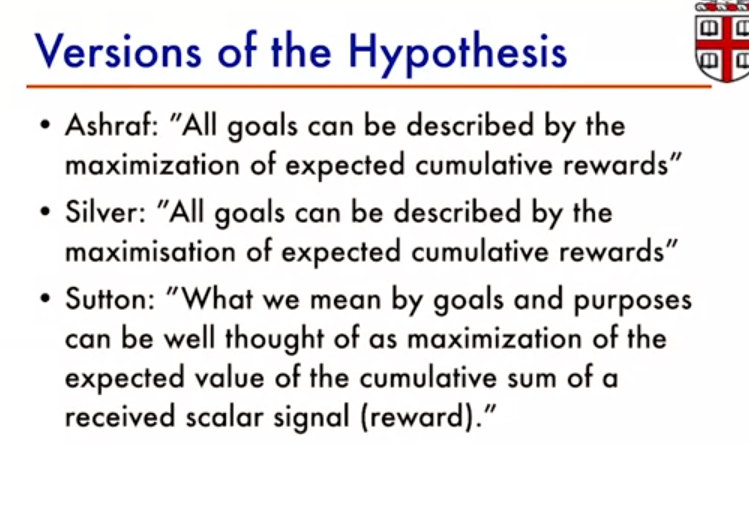 Versions of the Hypothesis
• Ashraf: "All goals can be described by the
maximization of expected cumulative rewards"
• Silver: "All goals can be described by the
maximisation of expected cumulative rewards"
• Sutton: "What we mean by goals and purposes
can be well thought of as maximization of the
expected value of the cumulative sum of a
received scalar signal (reward)."